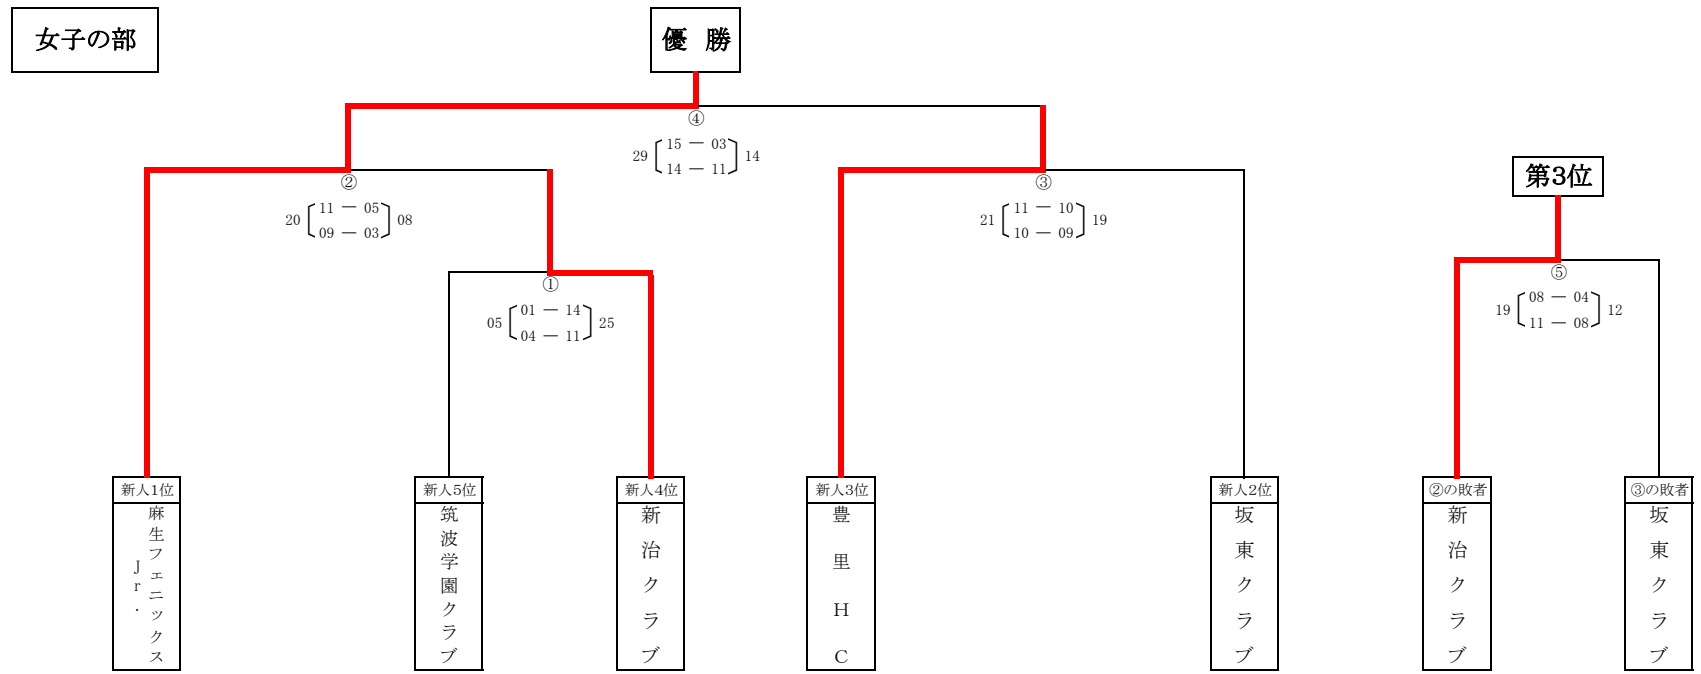 女子の部
優 勝
④
29 15 － 03 14
14 － 11
第3位
②
20 11 － 05 08
09 － 03
③
21 11 － 10 19
10 － 09
⑤
19 08 － 04 12
11 － 08
①
05 01 － 14 25
04 － 11
新人1位
麻生フェニックス
Jr.
新人5位
筑波学園クラブ
新人4位
新治クラブ
新人3位
豊里HC
新人2位
坂東クラブ
②の敗者
新治クラブ
③の敗者
坂東クラブ